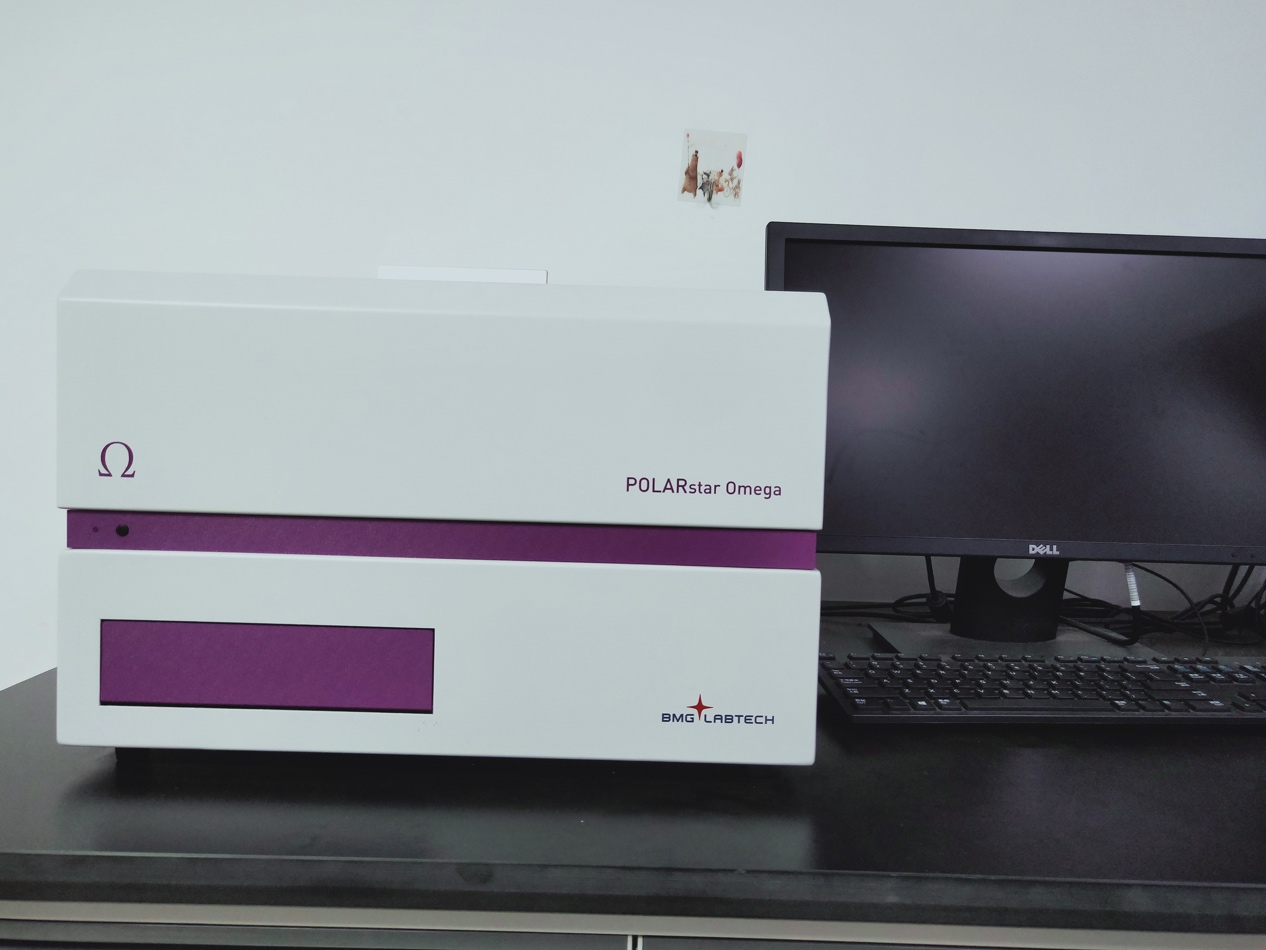 Ω
POLARstar Omega
DELL
BMG LABTECH